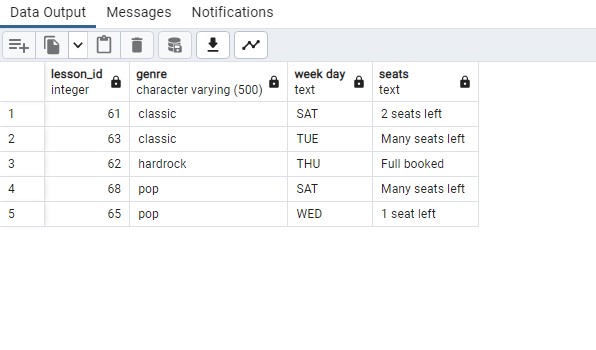 Data Output Messages Notifications
lesson_id genre week day seats
integer character varying (500) text text
1 61 classic SAT 2 seats left
2 63 classic TUE Many seats left
3 62 hardrock THU Full booked
4 68 pop SAT Many seats left
5 65 pop WED 1 seat left